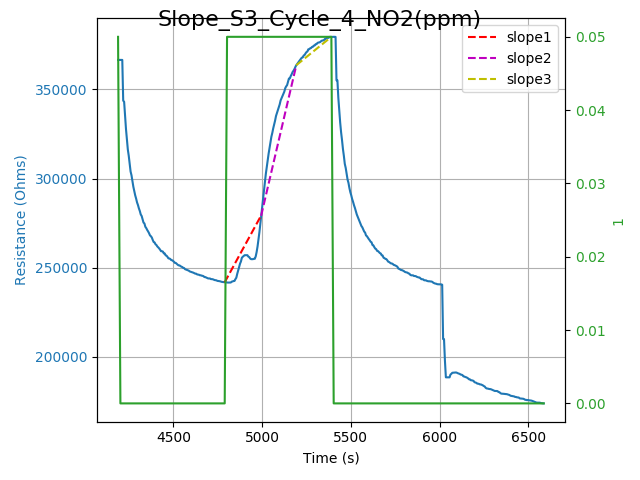 Slope_S3_Cycle_4_NO2(ppm)
slope1
slope2
slope3
350000
300000
250000
200000
Resistance (Ohms)
0.05
0.04
0.03
0.02
0.01
0.00
1
4500 5000 5500 6000 6500
Time (s)